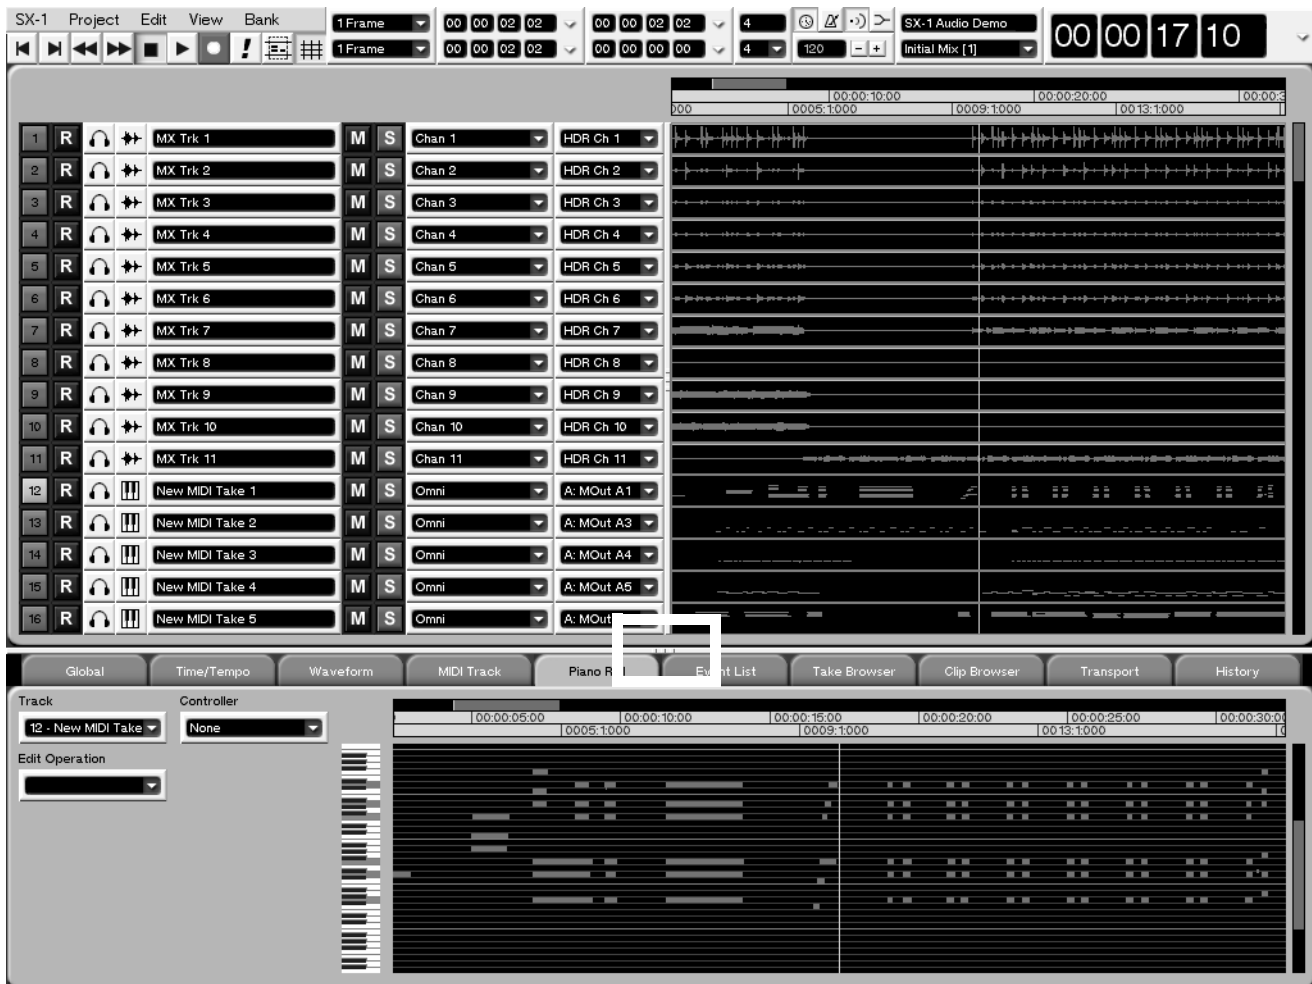 SX-1 Project Edit View Bank
1 Frame 00 00 02 02 00 00 02 02 4 SX-1 Audio Demo
1 Frame 00 00 02 02 00 00 00 00 4 120 - + Initial Mix [1] 00 00 17 10
00:00:10:00 00:00:20:00 00:00:3
000 0005:1:000 0009:1:000 0013:1:000
1 R MX Trk 1 M S Chan 1 HDR Ch 1
2 R MX Trk 2 M S Chan 2 HDR Ch 2
3 R MX Trk 3 M S Chan 3 HDR Ch 3
4 R MX Trk 4 M S Chan 4 HDR Ch 4
5 R MX Trk 5 M S Chan 5 HDR Ch 5
6 R MX Trk 6 M S Chan 6 HDR Ch 6
7 R MX Trk 7 M S Chan 7 HDR Ch 7
8 R MX Trk 8 M S Chan 8 HDR Ch 8
9 R MX Trk 9 M S Chan 9 HDR Ch 9
10 R MX Trk 10 M S Chan 10 HDR Ch 10
11 R MX Trk 11 M S Chan 11 HDR Ch 11
12 R New MIDI Take 1 M S Omni A: MOut A1
13 R New MIDI Take 2 M S Omni A: MOut A3
14 R New MIDI Take 3 M S Omni A: MOut A4
15 R New MIDI Take 4 M S Omni A: MOut A5
16 R New MIDI Take 5 M S Omni A: MOut
Global Time/Tempo Waveform MIDI Track Piano R Event List Take Browser Clip Browser Transport History
Track Controller
12 - New MIDI Take None
Edit Operation
00:00:05:00 00:00:10:00 00:00:15:00 00:00:20:00 00:00:25:00 00:00:30:00
0005:1:000 0009:1:000 0013:1:000